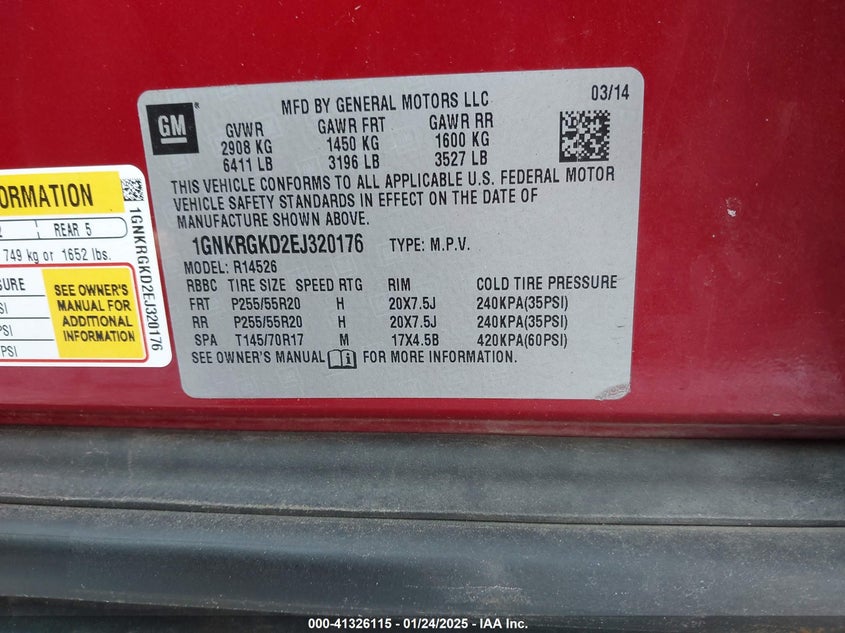 GM ®
MFD BY GENERAL MOTORS LLC
03/14
GVWR GAWR FRT GAWR RR
2908 KG 1450 KG 1600 KG
6411 LB 3196 LB 3527 LB
THIS VEHICLE CONFORMS TO ALL APPLICABLE U.S. FEDERAL MOTOR
VEHICLE SAFETY STANDARDS IN EFFECT ON THE DATE OF
MANUFACTURE SHOWN ABOVE.
1GNKRGKD2EJ320176 TYPE: M.P.V.
MODEL: R14526
RBBC TIRE SIZE SPEED RTG RIM COLD TIRE PRESSURE
FRT P255/55R20 H 20X7.5J 240KPA(35PSI)
RR P255/55R20 H 20X7.5J 240KPA(35PSI)
SPA T145/70R17 M 17X4.5B 420KPA(60PSI)
SEE OWNER'S MANUAL FOR MORE INFORMATION.
REAR 5
749 kg or 1652 lbs.
SEE OWNER'S
MANUAL FOR
ADDITIONAL
INFORMATION
PSI
1GNKRGKD2EJ320176
000-41326115 - 01/24/2025 - IAA Inc.